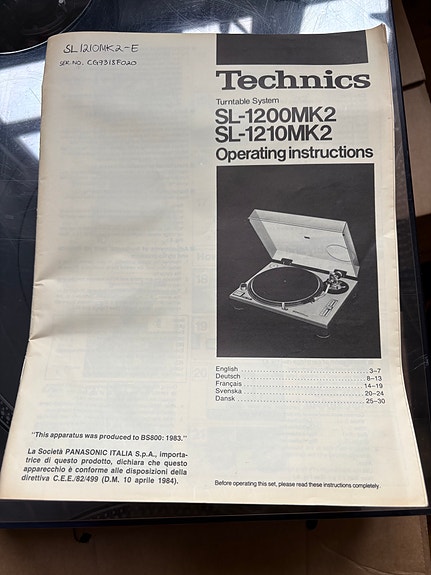 SL1210MK2-E
SER.NO. CG9318F020
Technics
Turntable System
SL-1200MK2
SL-1210MK2
Operating instructions
English ........................................ 3–7
Deutsch ........................................ 8–13
Français ........................................ 14–19
Svenska ........................................ 20–24
Dansk ........................................ 25–30
"This apparatus was produced to BS800: 1983."
La Società PANASONIC ITALIA S.p.A., importa-
trice di questo prodotto, dichiara che questo
apparecchio è conforme alle disposizioni della
direttiva C.E.E./82/499 (D.M. 10 aprile 1984).
Before operating this set, please read these instructions completely.